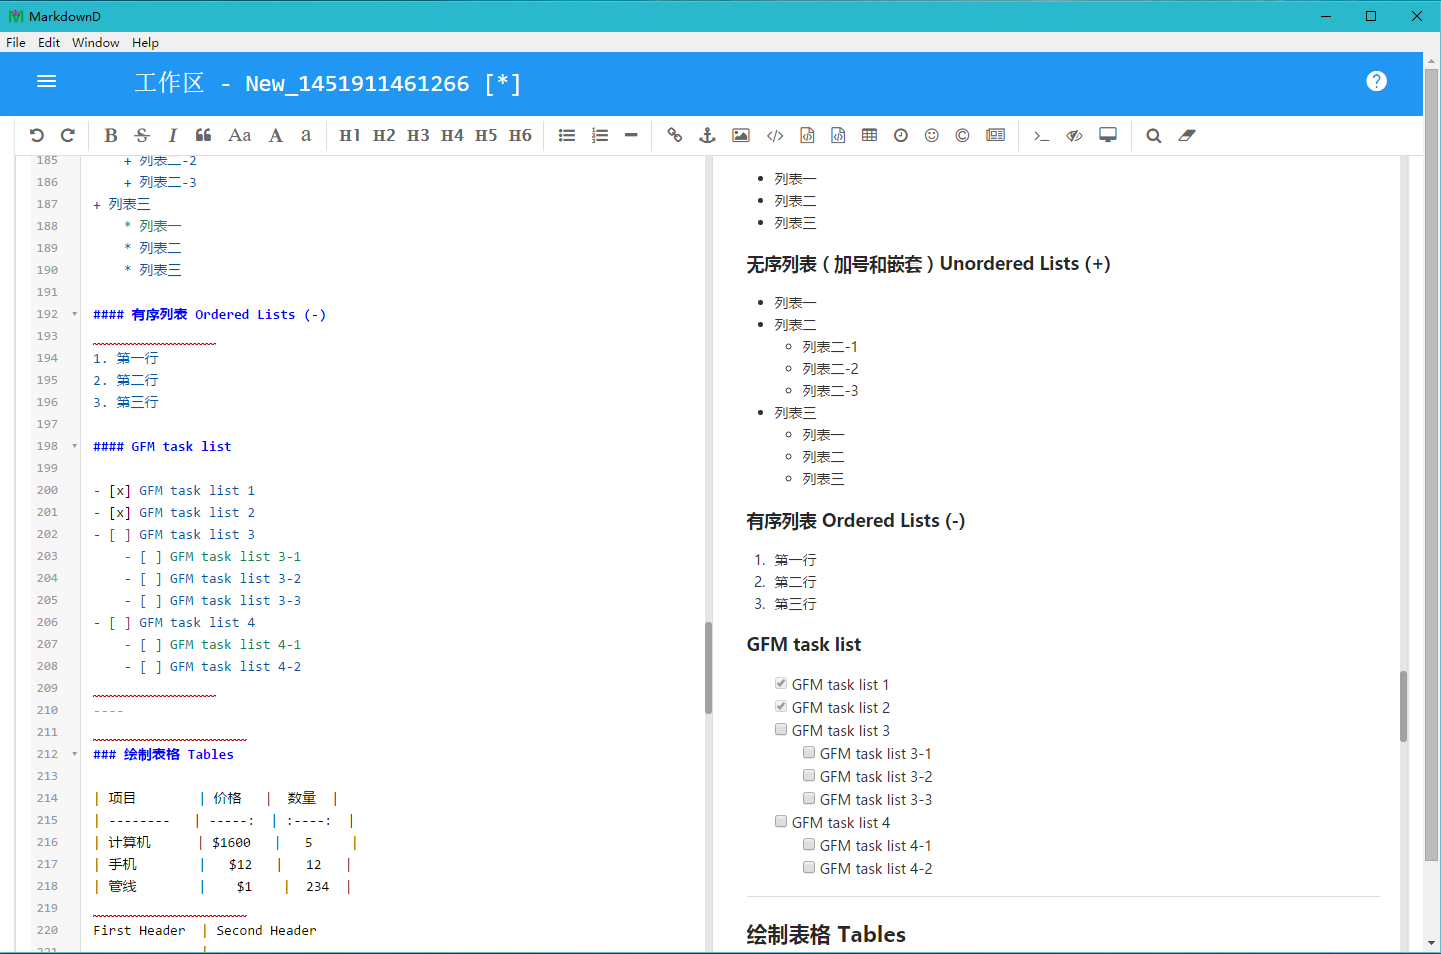 MarkdownD
File Edit Window Help
工作区 - New_1451911461266 [*]
B S I Aa A a H1 H2 H3 H4 H5 H6
185 + 列表二-2
186 + 列表二-3
187 + 列表三
188 * 列表一
189 * 列表二
190 * 列表三
191
192 #### 有序列表 Ordered Lists (-)
193
194 1. 第一行
195 2. 第二行
196 3. 第三行
197
198 #### GFM task list
199
200 - [x] GFM task list 1
201 - [x] GFM task list 2
202 - [ ] GFM task list 3
203 - [ ] GFM task list 3-1
204 - [ ] GFM task list 3-2
205 - [ ] GFM task list 3-3
206 - [ ] GFM task list 4
207 - [ ] GFM task list 4-1
208 - [ ] GFM task list 4-2
209
210 ----
211
212 ### 绘制表格 Tables
213
214 | 项目 | 价格 | 数量 |
215 | -------- | -----: | :----: |
216 | 计算机 | $1600 | 5 |
217 | 手机 | $12 | 12 |
218 | 管线 | $1 | 234 |
219
220 First Header | Second Header
列表一
列表二
列表三
无序列表（加号和嵌套）Unordered Lists (+)
列表一
列表二
列表二-1
列表二-2
列表二-3
列表三
列表一
列表二
列表三
有序列表 Ordered Lists (-)
1. 第一行
2. 第二行
3. 第三行
GFM task list
GFM task list 1
GFM task list 2
GFM task list 3
GFM task list 3-1
GFM task list 3-2
GFM task list 3-3
GFM task list 4
GFM task list 4-1
GFM task list 4-2
绘制表格 Tables